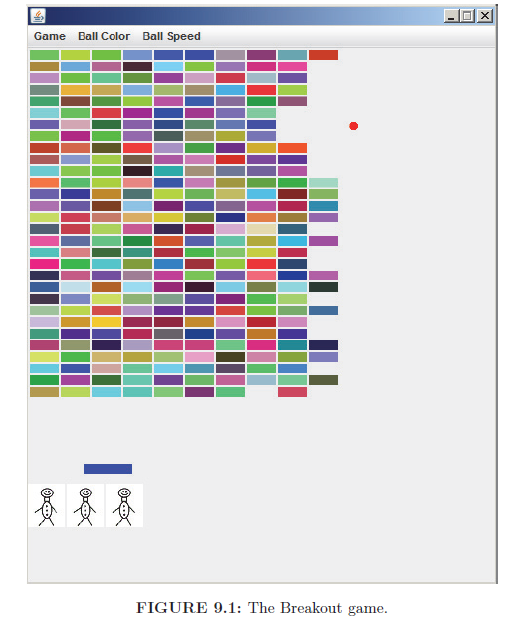 Game Ball Color Ball Speed
FIGURE 9.1: The Breakout game.